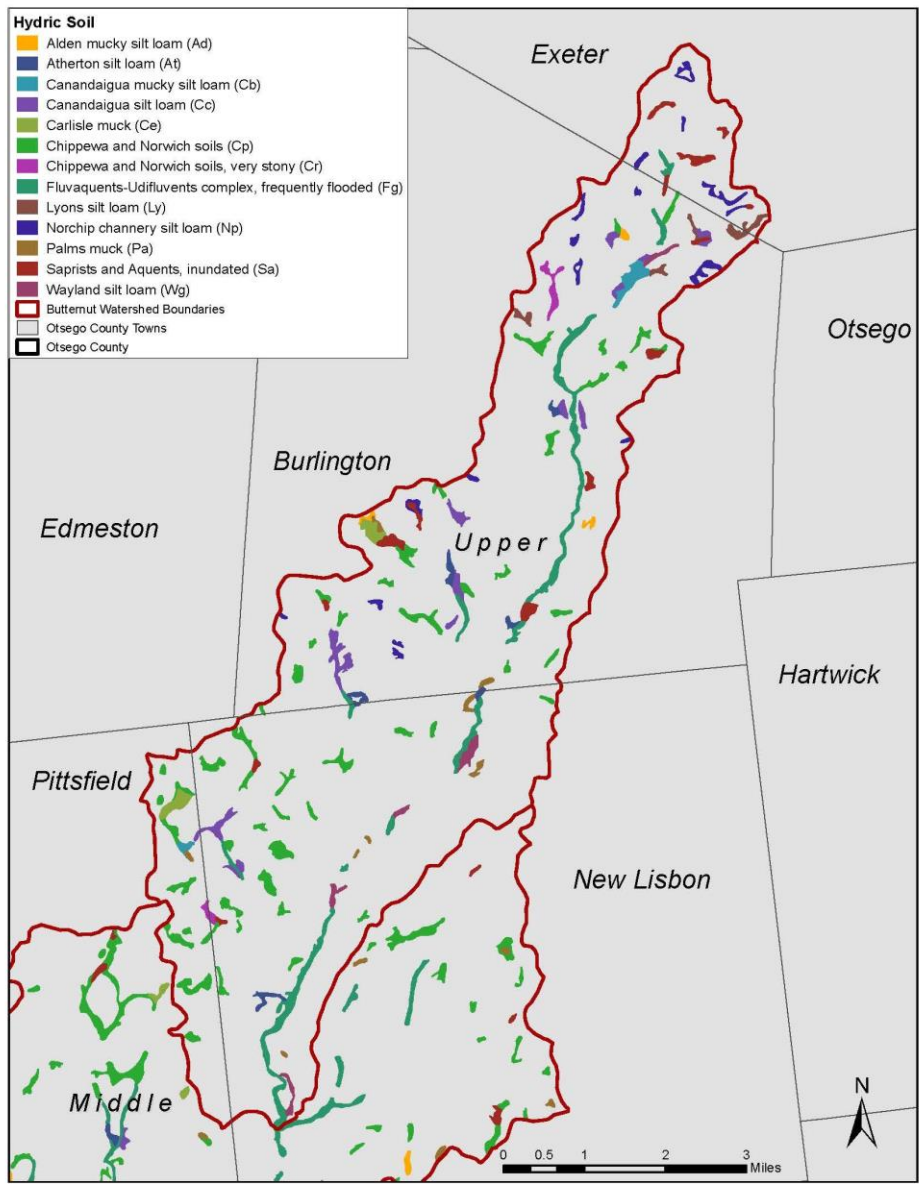 Hydric Soil
Alden mucky silt loam (Ad)
Atherton silt loam (At)
Canandaigua mucky silt loam (Cb)
Canandaigua silt loam (Cc)
Carlisle muck (Ce)
Chippewa and Norwich soils (Cp)
Chippewa and Norwich soils, very stony (Cr)
Fluvaquents-Udifluvents complex, frequently flooded (Fg)
Lyons silt loam (Ly)
Norchip channery silt loam (Np)
Palms muck (Pa)
Saprists and Aquents, inundated (Sa)
Wayland silt loam (Wg)
Butternut Watershed Boundaries
Otsego County Towns
Otsego County
Exeter
Otsego
Burlington
Edmeston
Upper
Hartwick
Pittsfield
New Lisbon
Middle
N
0 0.5 1 2 3
Miles